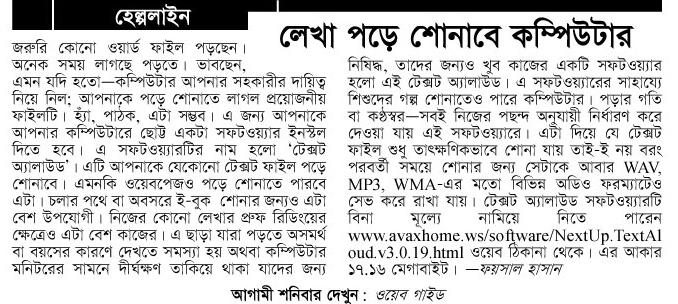 হেল্পলাইন
লেখা পড়ে শোনাবে কম্পিউটার
জরুরি কোনো ওয়ার্ড ফাইল পড়ছেন।
অনেক সময় লাগছে পড়তে। ভাবছেন,
এমন যদি হতো—কম্পিউটার আপনার সহকারীর দায়িত্ব
নিয়ে নিল; আপনাকে পড়ে শোনাতে লাগল প্রয়োজনীয়
ফাইলটি। হ্যাঁ, পাঠক, এটা সম্ভব। এ জন্য আপনাকে
আপনার কম্পিউটারে ছোট্ট একটা সফটওয়্যার ইনস্টল
দিতে হবে। এ সফটওয়্যারটির নাম হলো ‘টেক্সট
অ্যালাউড’। এটি আপনাকে যেকোনো টেক্সট ফাইল পড়ে
শোনাবে। এমনকি ওয়েবপেজও পড়ে শোনাতে পারবে
এটা। চলার পথে বা অবসরে ই-বুক শোনার জন্যও এটা
বেশ উপযোগী। নিজের কোনো লেখার প্রুফ রিডিংয়ের
ক্ষেত্রেও এটা বেশ কাজের। এ ছাড়া যারা পড়তে অসমর্থ
বা বয়সের কারণে দেখতে সমস্যা হয় অথবা কম্পিউটার
মনিটরের সামনে দীর্ঘক্ষণ তাকিয়ে থাকা যাদের জন্য
নিষিদ্ধ, তাদের জন্যও খুব কাজের একটি সফটওয়্যার
হলো এই টেক্সট অ্যালাউড। এ সফটওয়্যারের সাহায্যে
শিশুদের গল্প শোনাতেও পারে কম্পিউটার। পড়ার গতি
বা কণ্ঠস্বর—সবই নিজের পছন্দ অনুযায়ী নির্ধারণ করে
দেওয়া যায় এই সফটওয়্যারে। এটা দিয়ে যে টেক্সট
ফাইল শুধু তাৎক্ষণিকভাবে শোনা যায় তাই-ই নয় বরং
পরবর্তী সময়ে শোনার জন্য সেটাকে আবার WAV,
MP3, WMA-এর মতো বিভিন্ন অডিও ফরম্যাটেও
সেভ করে রাখা যায়। টেক্সট অ্যালাউড সফটওয়্যারটি
বিনা মূল্যে নামিয়ে নিতে পারেন
www.avaxhome.ws/software/NextUp.TextAl
oud.v3.0.19.html ওয়েব ঠিকানা থেকে। এর আকার
১৭.১৬ মেগাবাইট। —ফয়সাল হাসান
আগামী শনিবার দেখুন : ওয়েব গাইড